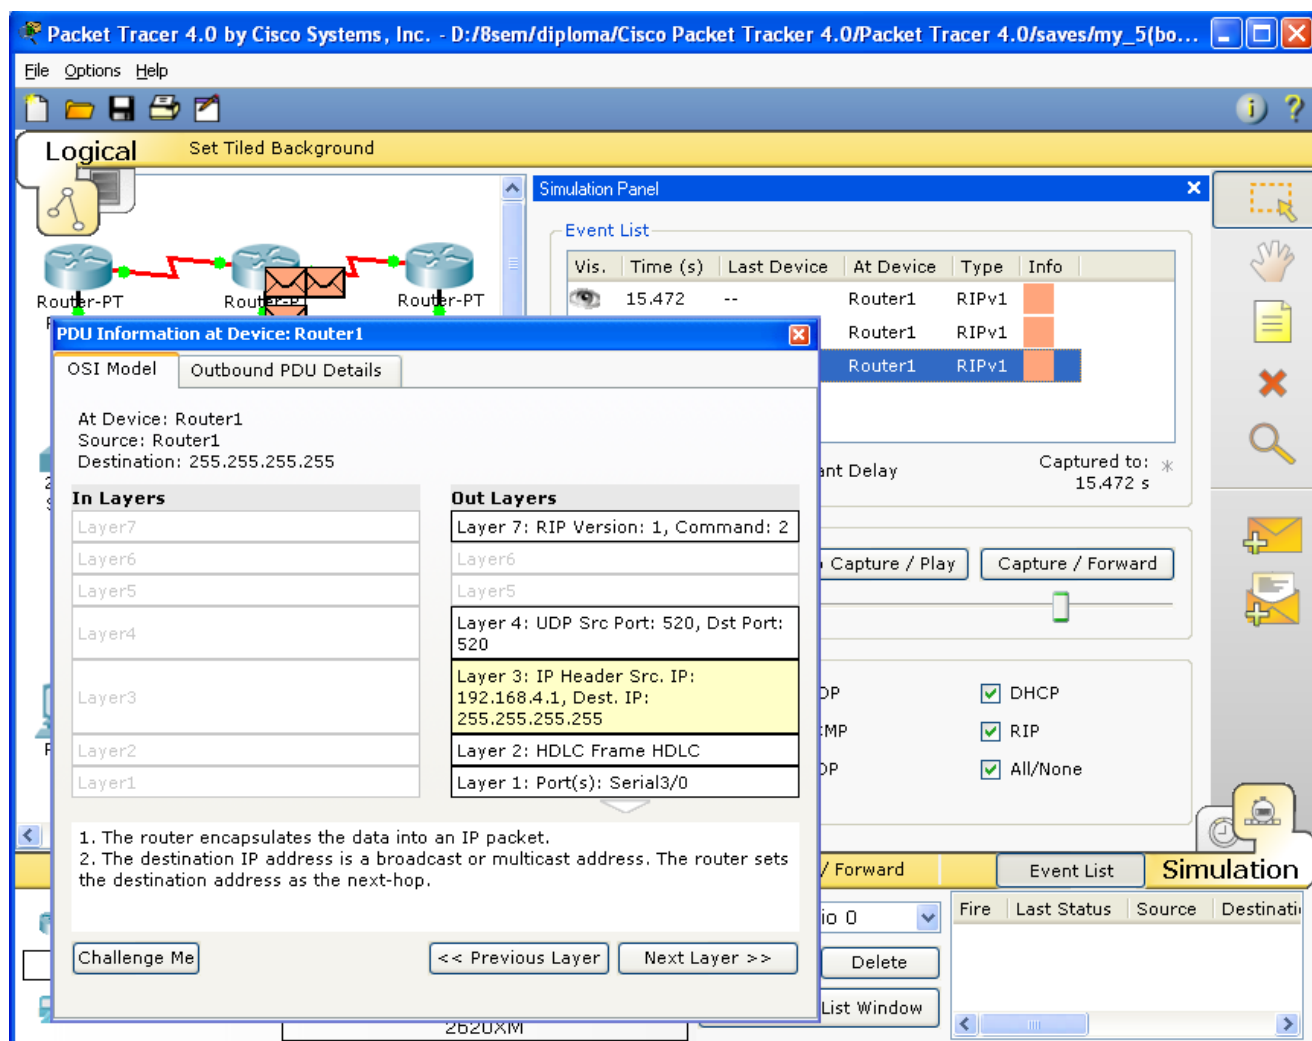 Packet Tracer 4.0 by Cisco Systems, Inc. - D:/8sem/diploma/Cisco Packet Tracker 4.0/Packet Tracer 4.0/saves/my_5(bo...
File Options Help
Logical Set Tiled Background
Simulation Panel
Event List
Vis. Time (s) Last Device At Device Type Info
15.472 -- Router1 RIPv1
Router1 RIPv1
Router1 RIPv1
Router-PT Router-PT Router-PT
PDU Information at Device: Router1
OSI Model Outbound PDU Details
At Device: Router1
Source: Router1
Destination: 255.255.255.255
In Layers Out Layers
Layer7 Layer 7: RIP Version: 1, Command: 2
Layer6 Layer6
Layer5 Layer5
Layer4 Layer 4: UDP Src Port: 520, Dst Port:
520
Layer3 Layer 3: IP Header Src. IP:
192.168.4.1, Dest. IP:
255.255.255.255
Layer2 Layer 2: HDLC Frame HDLC
Layer1 Layer 1: Port(s): Serial3/0
1. The router encapsulates the data into an IP packet.
2. The destination IP address is a broadcast or multicast address. The router sets
the destination address as the next-hop.
Challenge Me << Previous Layer Next Layer >>
Delay
Captured to: *
15.472 s
Capture / Play Capture / Forward
DHCP
RIP
All/None
/ Forward Event List Simulation
io 0
Fire Last Status Source Destinati
Delete
List Window
2620XM